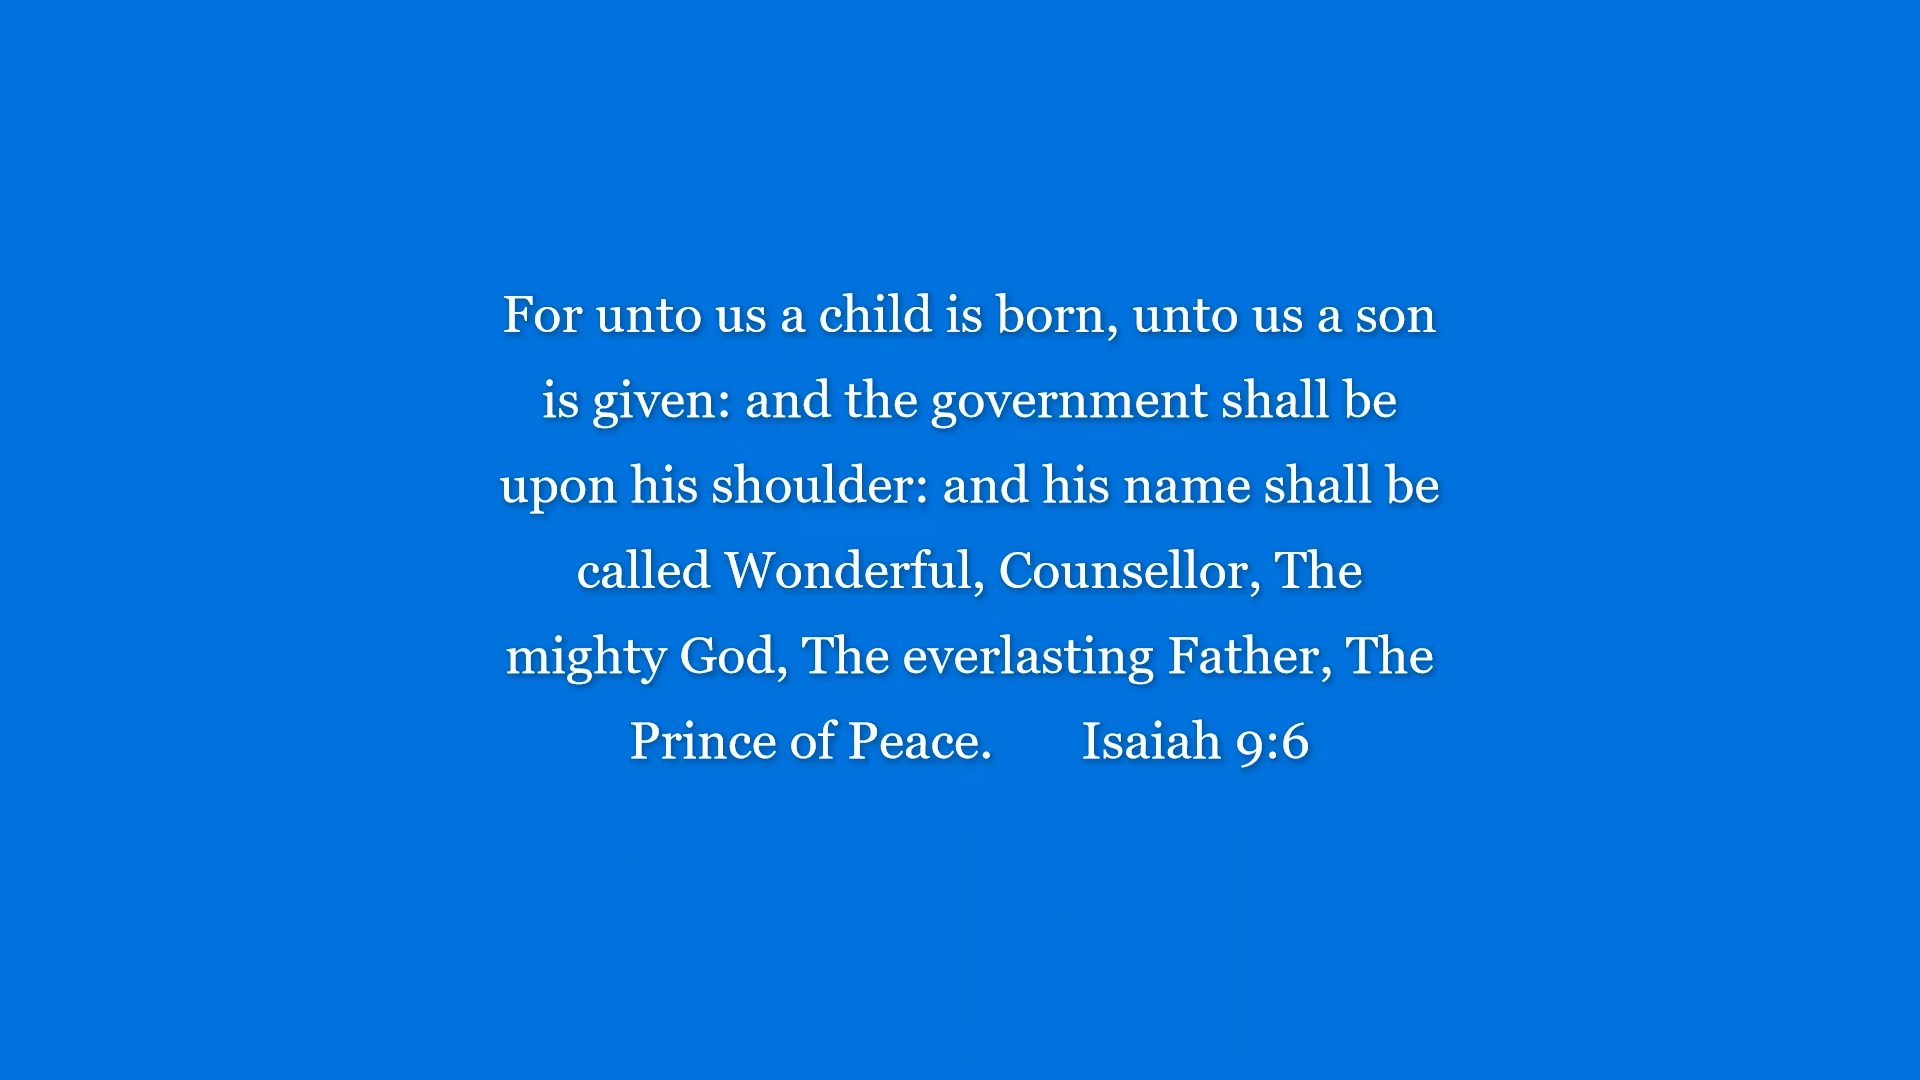 For unto us a child is born, unto us a son
is given: and the government shall be
upon his shoulder: and his name shall be
called Wonderful, Counsellor, The
mighty God, The everlasting Father, The
Prince of Peace. Isaiah 9:6